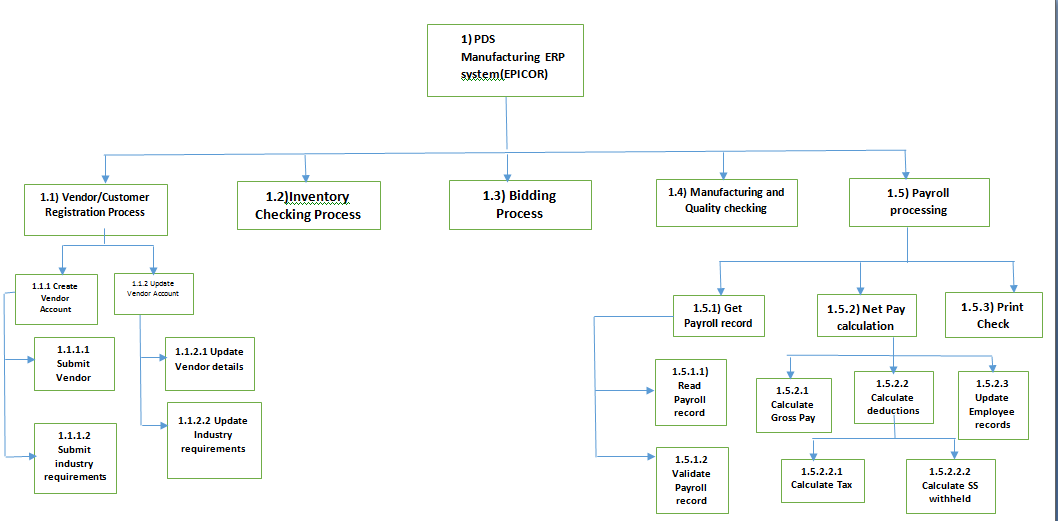 1) PDS
Manufacturing ERP
system(EPICOR)
1.1) Vendor/Customer
Registration Process
1.2)Inventory
Checking Process
1.3) Bidding
Process
1.4) Manufacturing and
Quality checking
1.5) Payroll
processing
1.1.1 Create
Vendor
Account
1.1.2 Update
Vendor Account
1.1.1.1
Submit
Vendor
1.1.1.2
Submit
industry
requirements
1.1.2.1 Update
Vendor details
1.1.2.2 Update
Industry
requirements
1.5.1) Get
Payroll record
1.5.2) Net Pay
calculation
1.5.3) Print
Check
1.5.1.1)
Read
Payroll
record
1.5.1.2
Validate
Payroll
record
1.5.2.1
Calculate
Gross Pay
1.5.2.2
Calculate
deductions
1.5.2.3
Update
Employee
records
1.5.2.2.1
Calculate Tax
1.5.2.2.2
Calculate SS
withheld